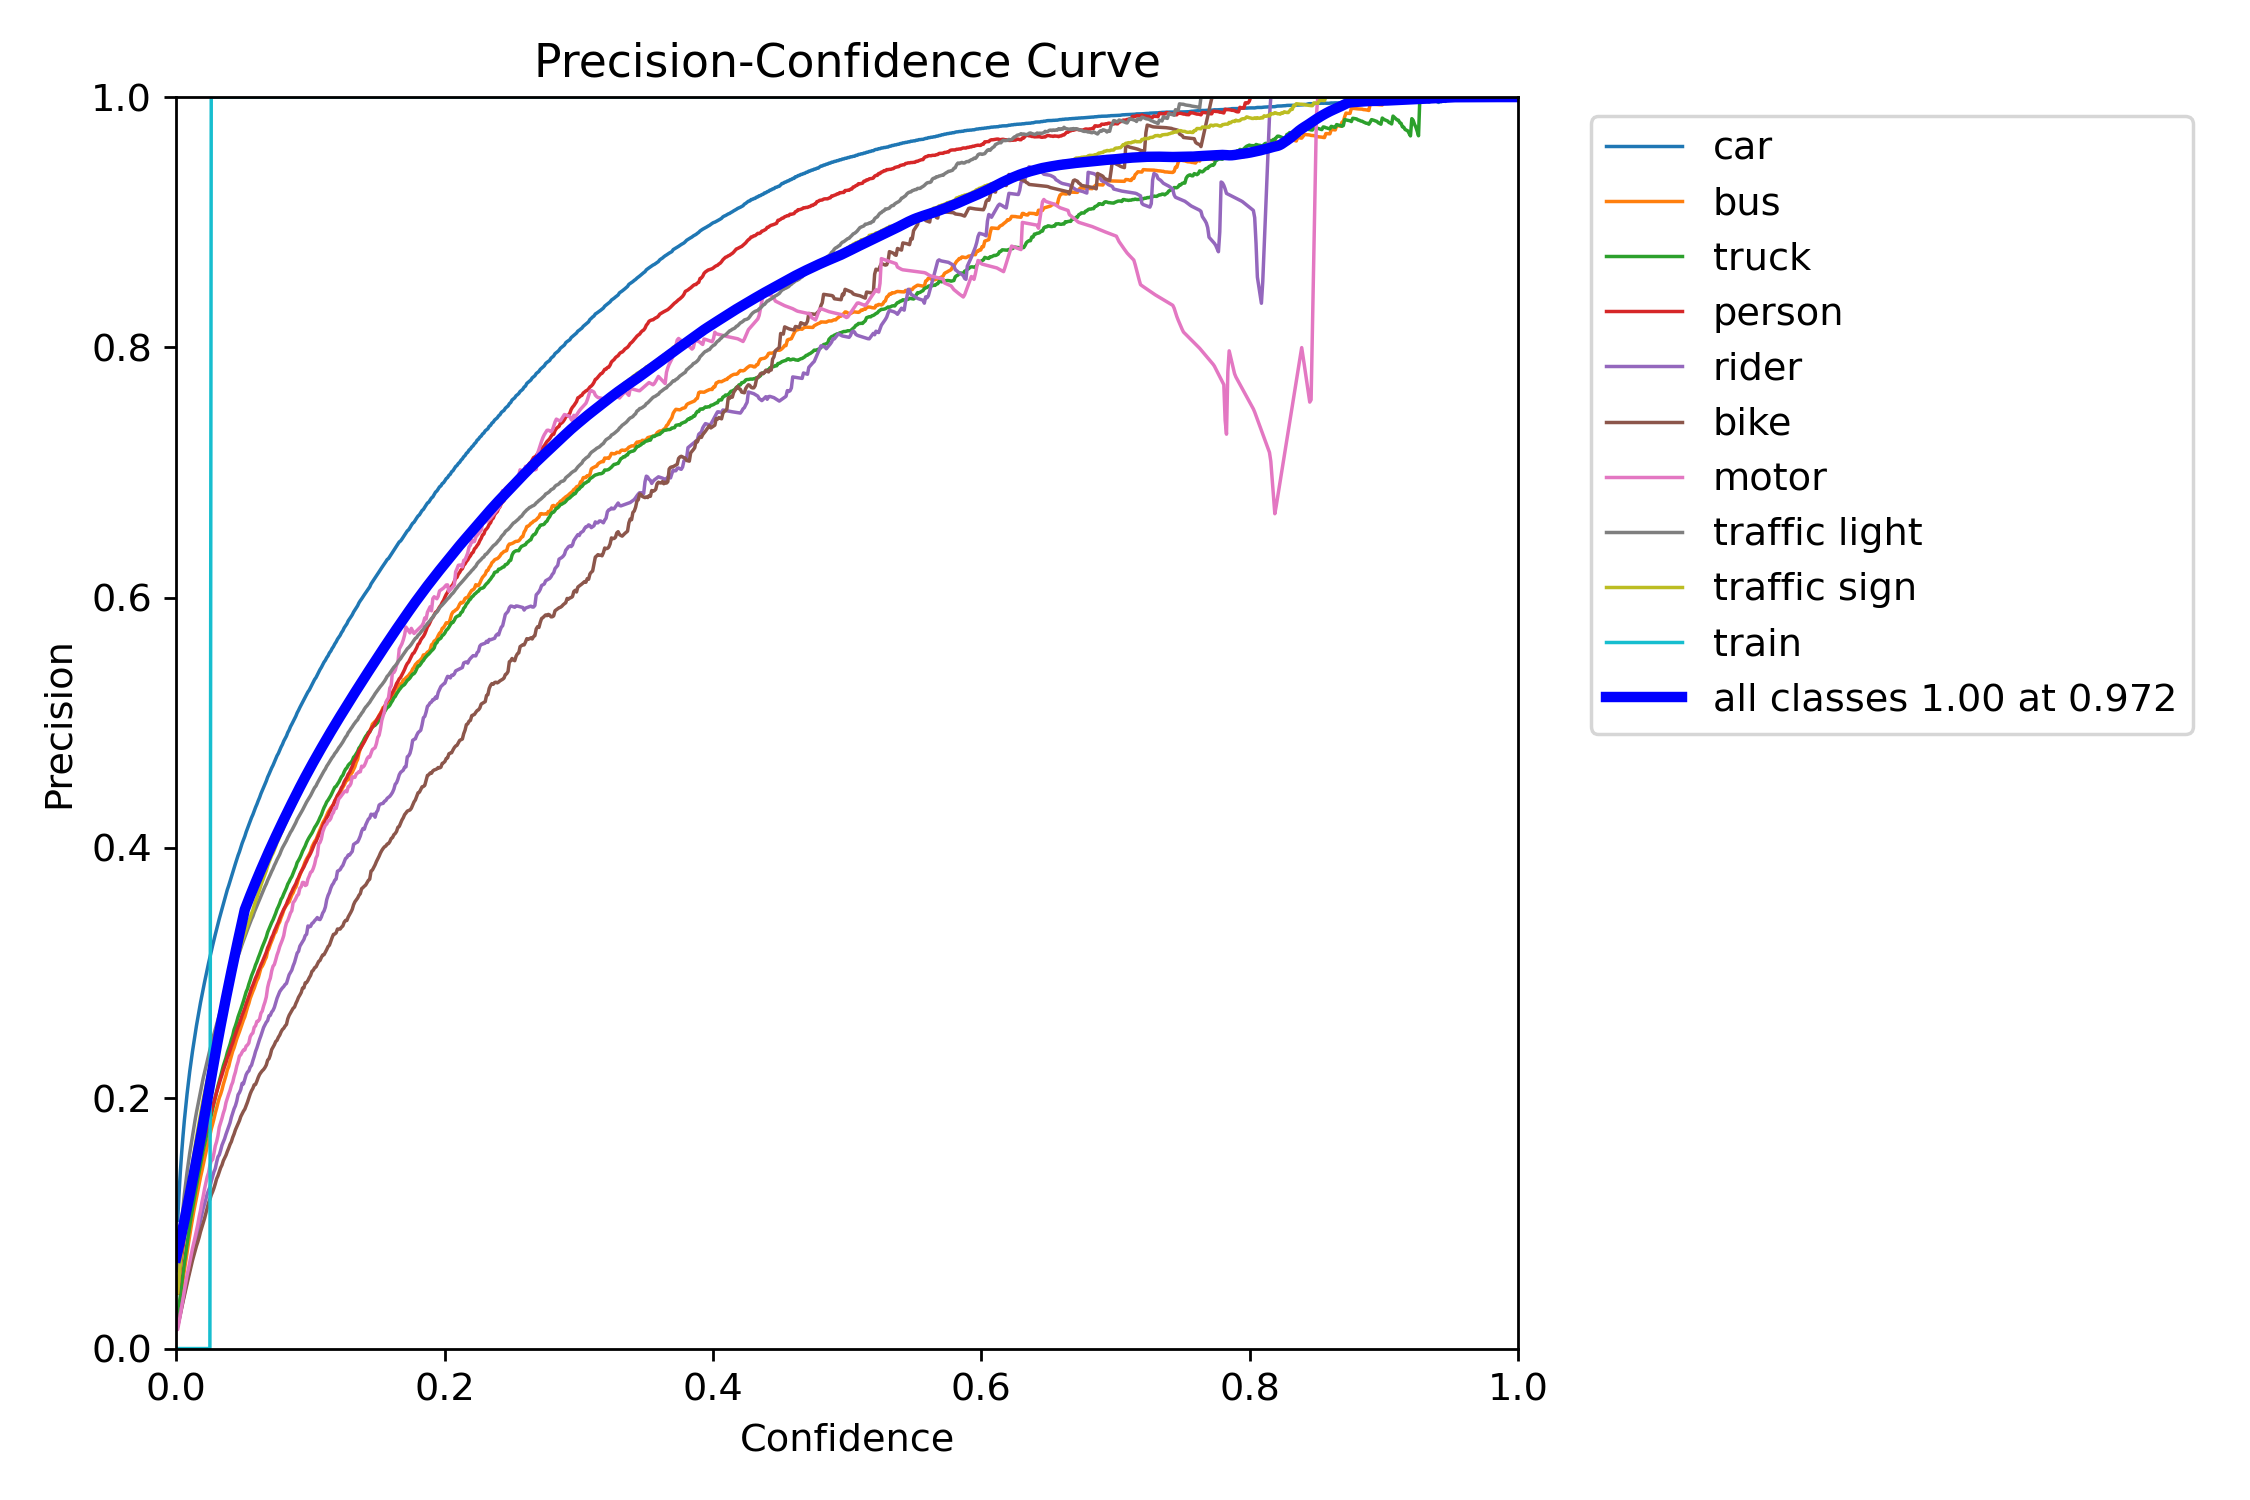 Precision-Confidence Curve
1.0
0.8
0.6
0.4
0.2
0.0
Precision
0.0 0.2 0.4 0.6 0.8 1.0
Confidence
car
bus
truck
person
rider
bike
motor
traffic light
traffic sign
train
all classes 1.00 at 0.972